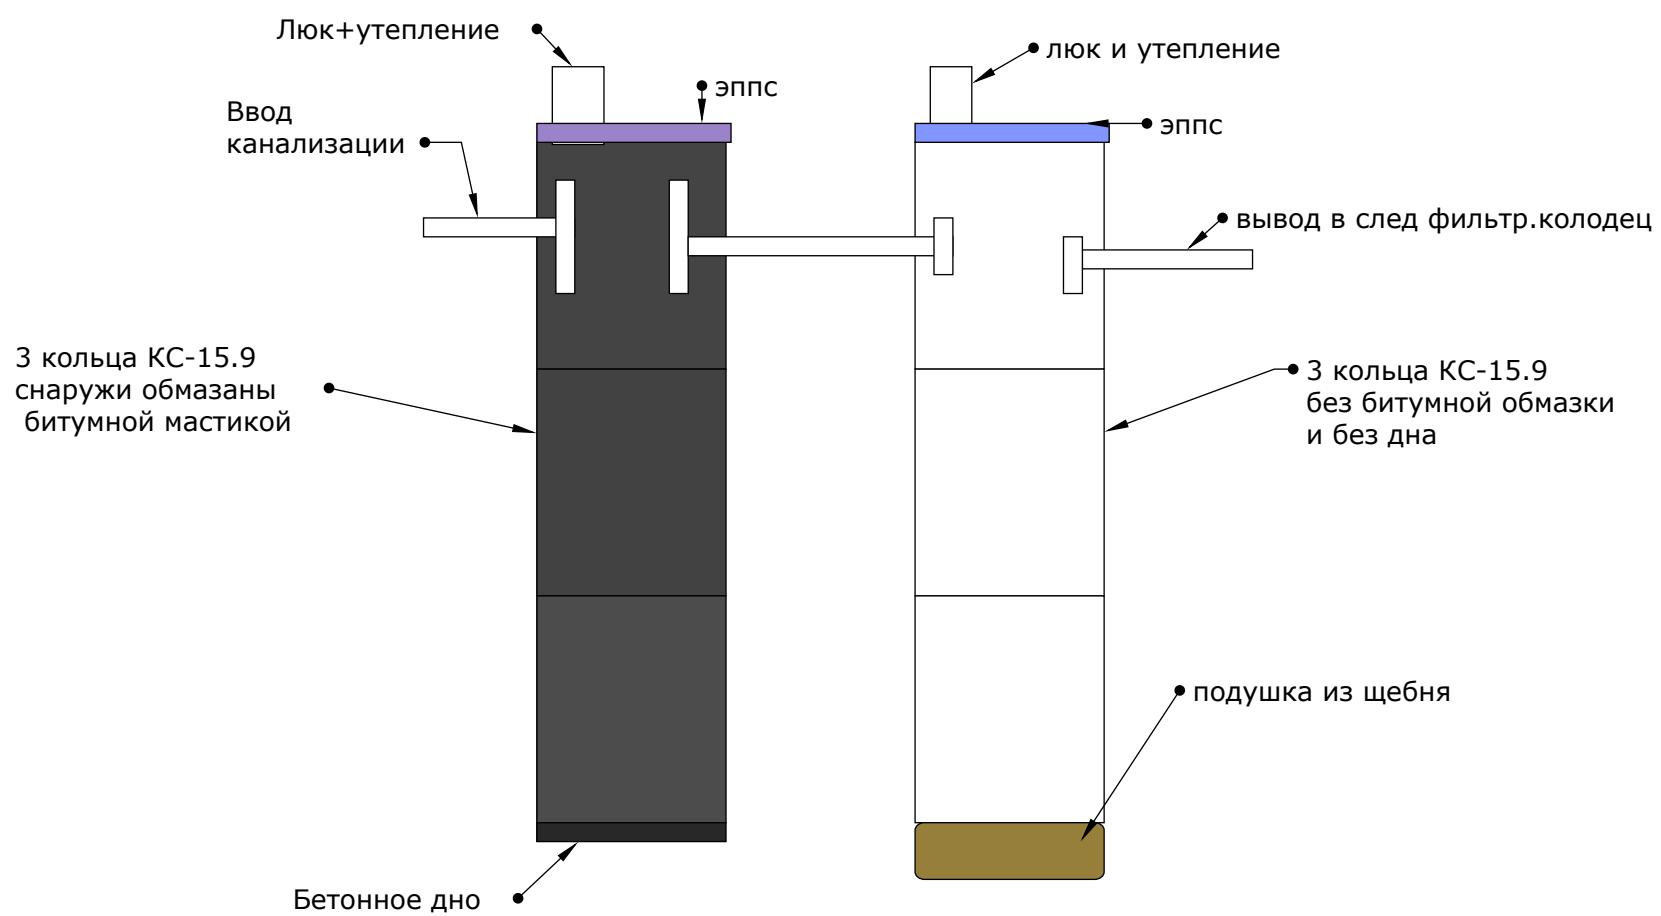 Люк+утепление
люк и утепление
эппс
Ввод
канализации
эппс
вывод в след фильтр.колодец
3 кольца КС-15.9
снаружи обмазаны
битумной мастикой
3 кольца КС-15.9
без битумной обмазки
и без дна
подушка из щебня
Бетонное дно